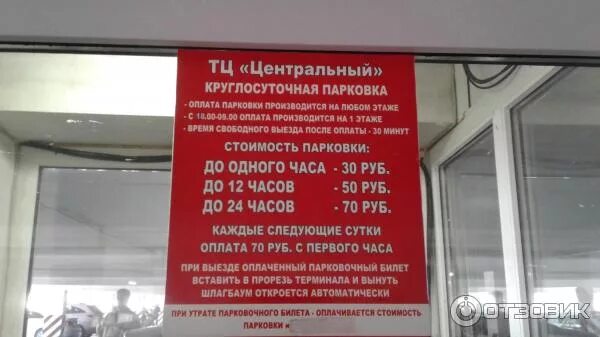 ТЦ «Центральный»
КРУГЛОСУТОЧНАЯ ПАРКОВКА
- ОПЛАТА ПАРКОВКИ ПРОИЗВОДИТСЯ НА ЛЮБОМ ЭТАЖЕ
- С 18.00-09.00 ОПЛАТА ПРОИЗВОДИТСЯ НА 1 ЭТАЖЕ
- ВРЕМЯ СВОБОДНОГО ВЫЕЗДА ПОСЛЕ ОПЛАТЫ - 30 МИНУТ
СТОИМОСТЬ ПАРКОВКИ:
ДО ОДНОГО ЧАСА - 30 РУБ.
ДО 12 ЧАСОВ - 50 РУБ.
ДО 24 ЧАСОВ - 70 РУБ.
КАЖДЫЕ СЛЕДУЮЩИЕ СУТКИ
ОПЛАТА 70 РУБ. С ПЕРВОГО ЧАСА
ПРИ ВЫЕЗДЕ ОПЛАЧЕННЫЙ ПАРКОВОЧНЫЙ БИЛЕТ
ВСТАВИТЬ В ПРОРЕЗЬ ТЕРМИНАЛА И ВЫНУТЬ
ШЛАГБАУМ ОТКРОЕТСЯ АВТОМАТИЧЕСКИ
ПРИ УТРАТЕ ПАРКОВОЧНОГО БИЛЕТА - ОПЛАЧИВАЕТСЯ СТОИМОСТЬ
ПАРКОВКИ
ОТЗОВИК